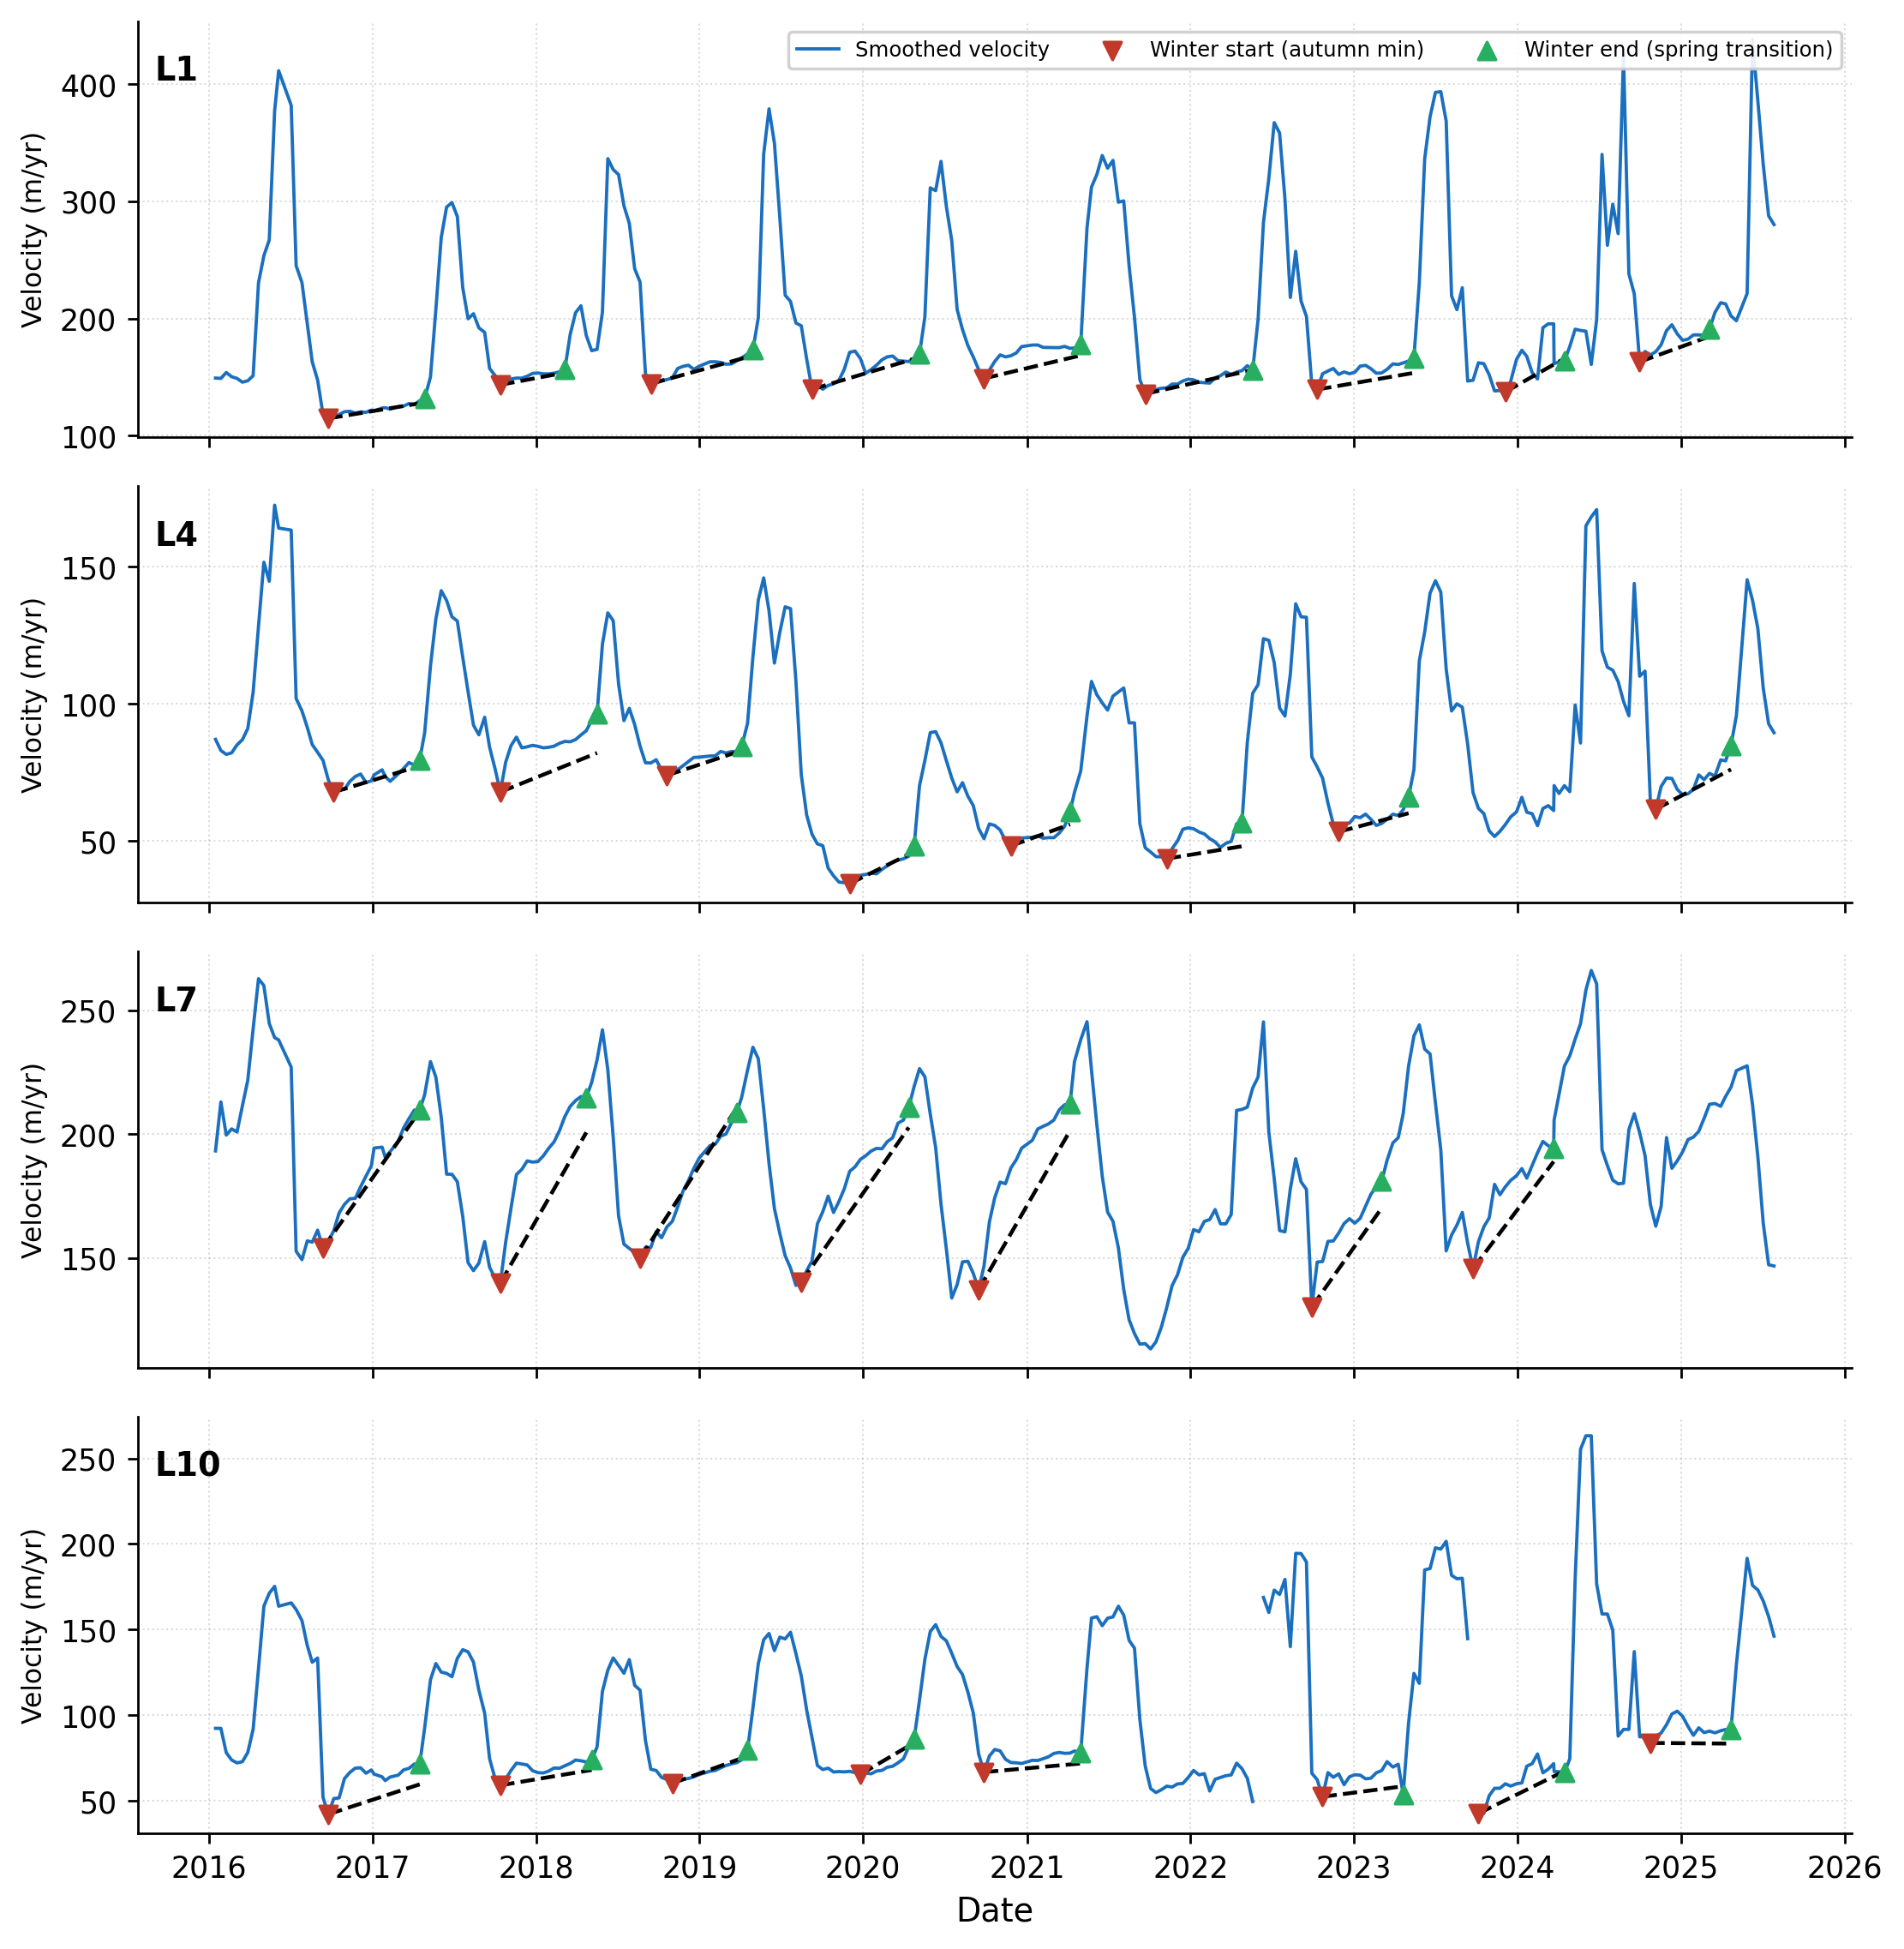 Smoothed velocity
Winter start (autumn min)
Winter end (spring transition)
L1
Velocity (m/yr)
400
300
200
100
L4
Velocity (m/yr)
150
100
50
L7
Velocity (m/yr)
250
200
150
L10
Velocity (m/yr)
250
200
150
100
50
2016 2017 2018 2019 2020 2021 2022 2023 2024 2025 2026
Date